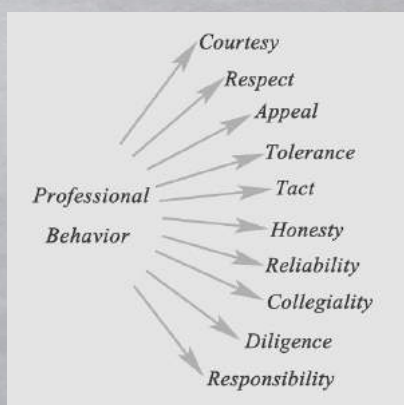 Courtesy
Respect
Appeal
Tolerance
Professional
Tact
Behavior
Honesty
Reliability
Collegiality
Diligence
Responsibility